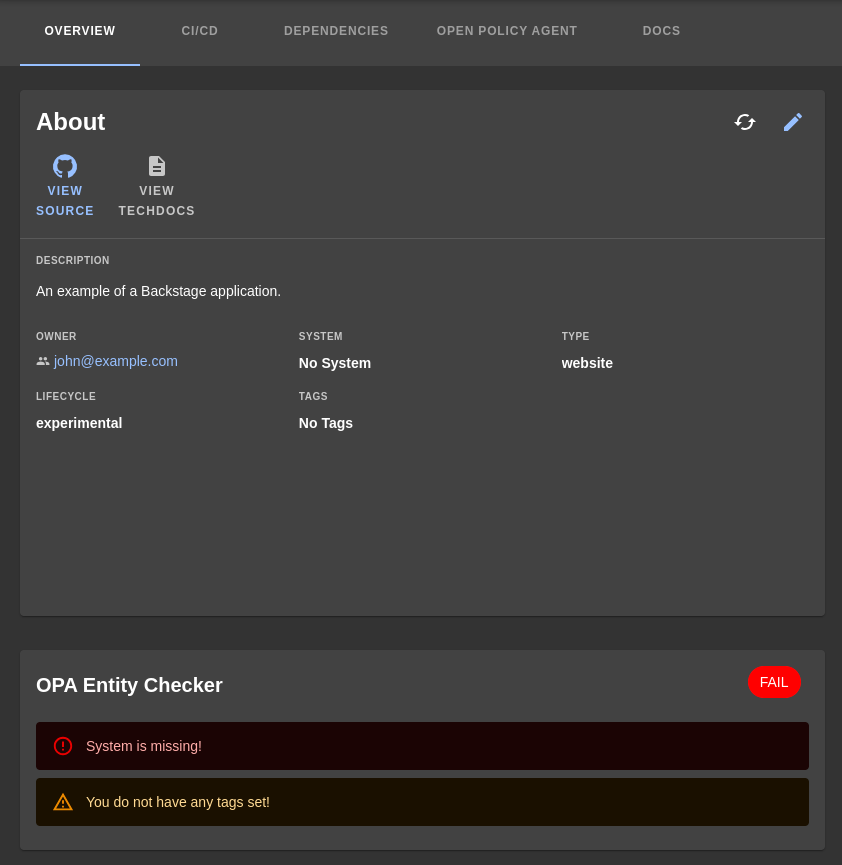 OVERVIEW CI/CD DEPENDENCIES OPEN POLICY AGENT DOCS
About
VIEW SOURCE
VIEW TECHDOCS
DESCRIPTION
An example of a Backstage application.
OWNER
john@example.com
SYSTEM
No System
TYPE
website
LIFECYCLE
experimental
TAGS
No Tags
OPA Entity Checker
FAIL
System is missing!
You do not have any tags set!